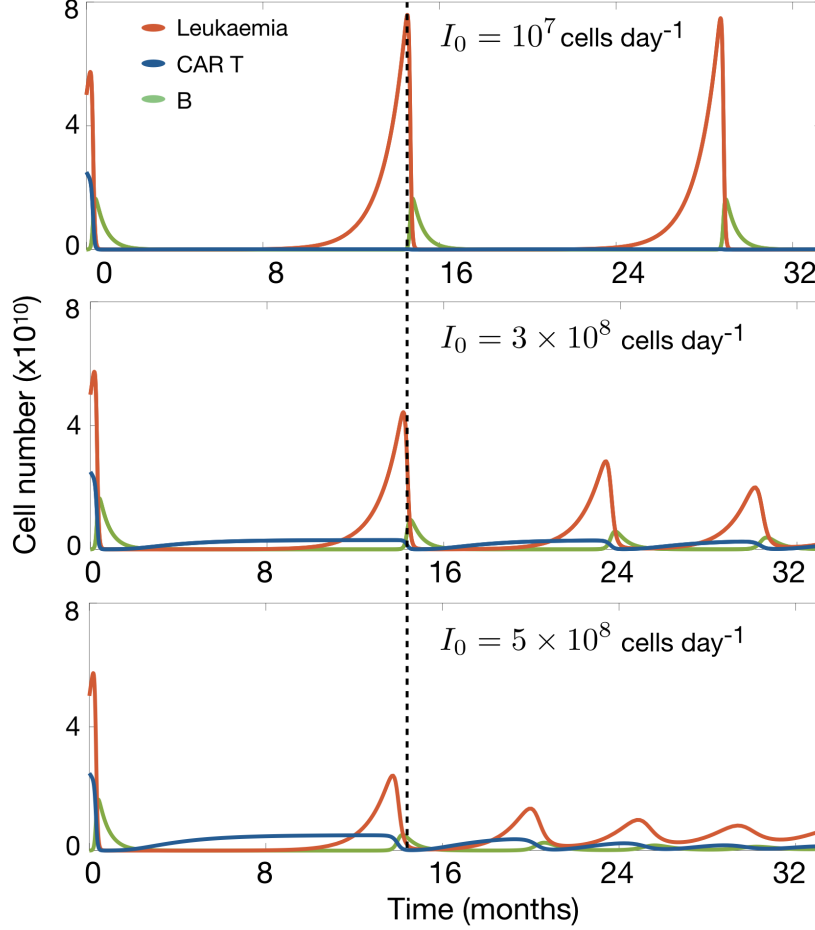 8
Leukaemia
CAR T
B
I₀ = 10⁷ cells day⁻¹
4
0
0 8 16 24 32
Cell number (x10¹⁰)
8
I₀ = 3 × 10⁸ cells day⁻¹
4
0
0 8 16 24 32
8
I₀ = 5 × 10⁸ cells day⁻¹
4
0
0 8 16 24 32
Time (months)